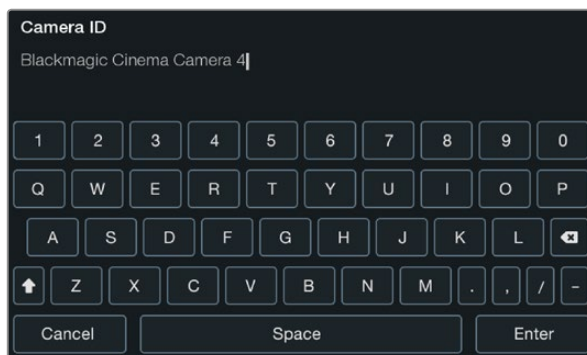 Camera ID
Blackmagic Cinema Camera 4
1 2 3 4 5 6 7 8 9 0
Q W E R T Y U I O P
A S D F G H J K L
Z X C V B N M . , / -
Cancel Space Enter